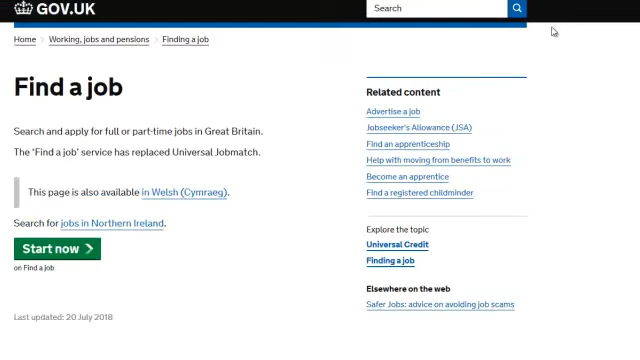 GOV.UK
Search
Home
Working, jobs and pensions
Finding a job
Find a job
Search and apply for full or part-time jobs in Great Britain.
The ‘Find a job’ service has replaced Universal Jobmatch.
This page is also available in Welsh (Cymraeg).
Search for jobs in Northern Ireland.
Start now
on Find a job
Last updated: 20 July 2018
Related content
Advertise a job
Jobseeker's Allowance (JSA)
Find an apprenticeship
Help with moving from benefits to work
Become an apprentice
Find a registered childminder
Explore the topic
Universal Credit
Finding a job
Elsewhere on the web
Safer Jobs: advice on avoiding job scams